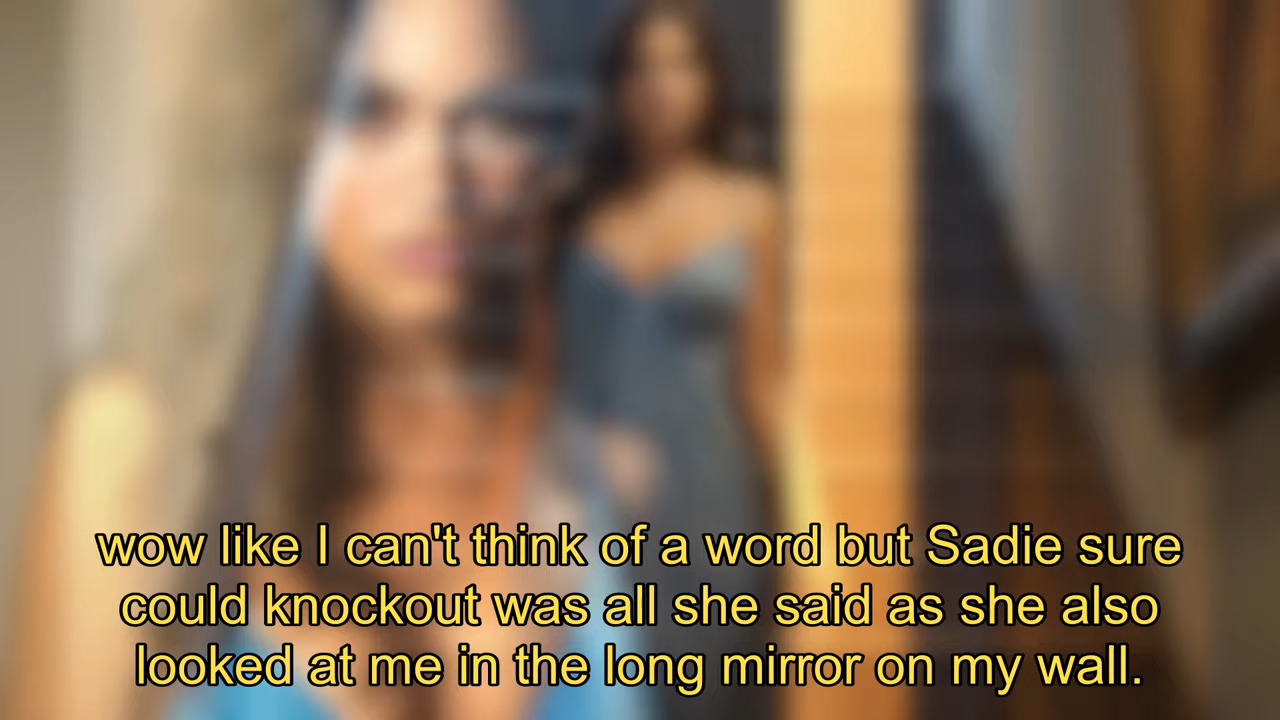 wow like I can't think of a word but Sadie sure
could knockout was all she said as she also
looked at me in the long mirror on my wall.